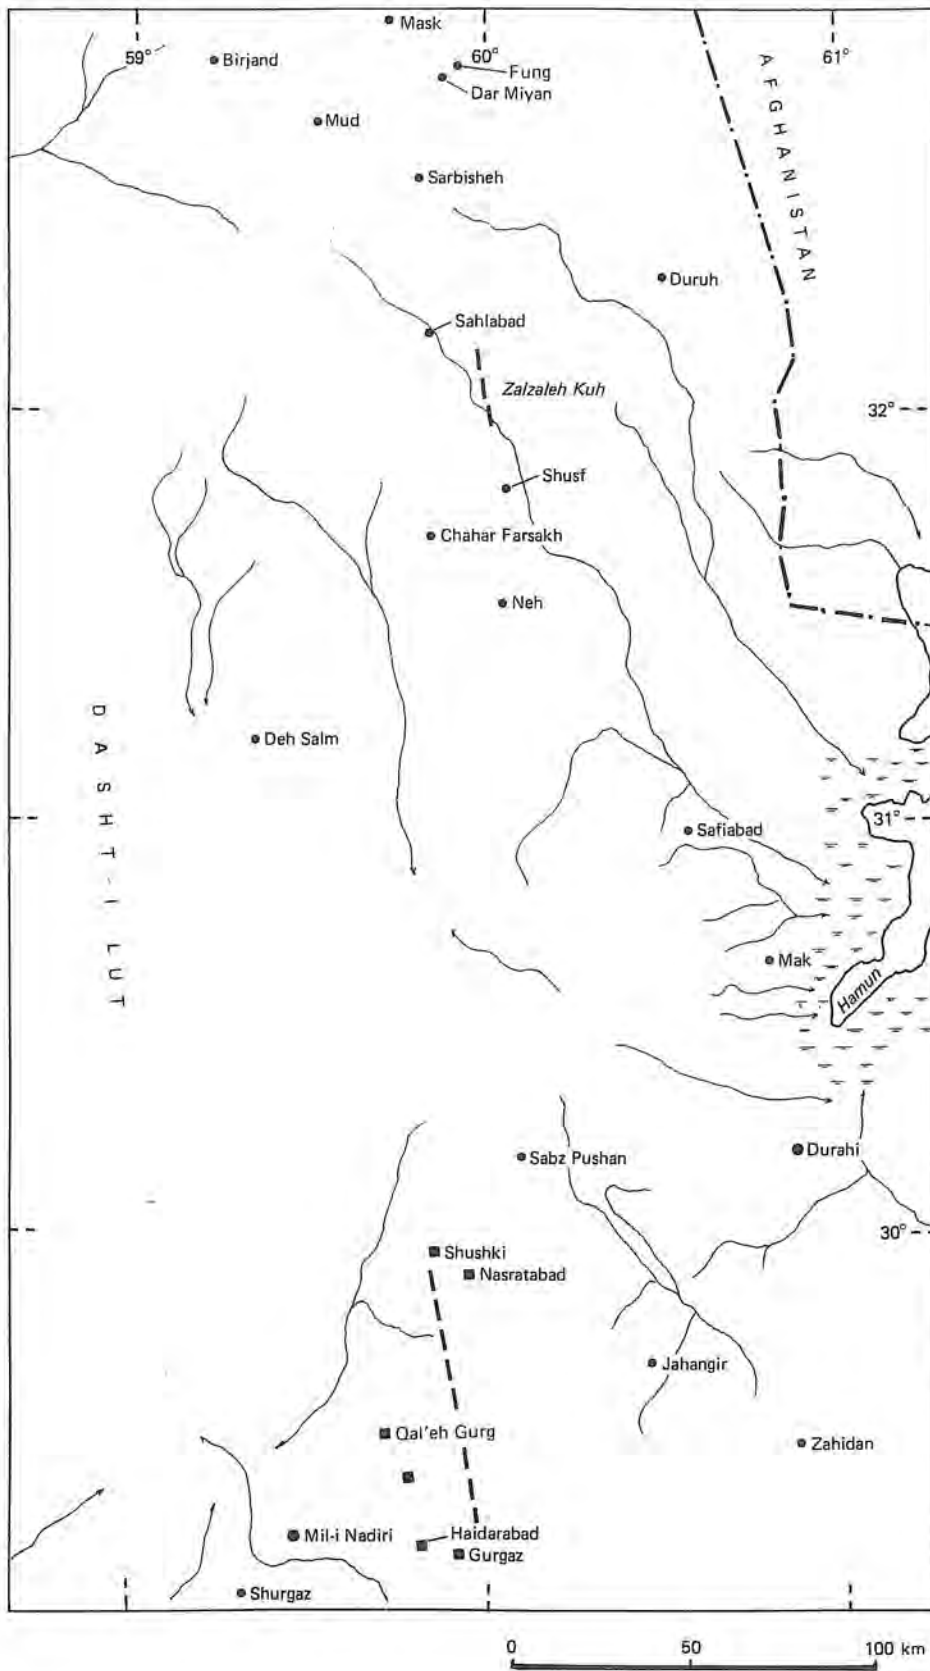 Mask
59°
60°
61°
Birjand
Fung
Dar Miyan
Mud
AFGHANISTAN
Sarbisheh
Duruh
Sahlabad
Zalzaleh Kuh
32°
Shusf
Chahar Farsakh
Neh
DASHT-I LUT
Deh Salm
31°
Safiabad
Mak
Hamun
Durahi
Sabz Pushan
30°
Shushki
Nasratabad
Jahangir
Qal'eh Gurg
Zahidan
Haidarabad
Mil-i Nadiri
Gurgaz
Shurgaz
0 50 100 km